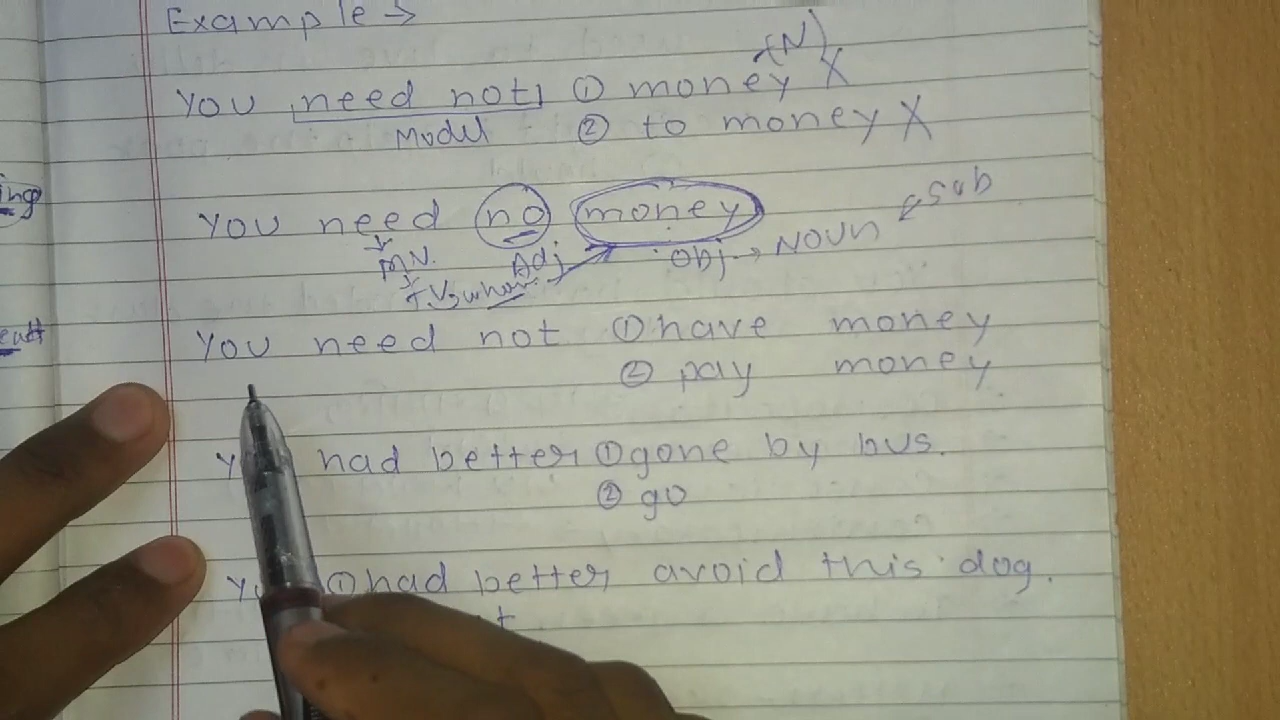 Example →
(N)
You need not ① money X
Model ② to money X
ing
You need no money
sub
M.V. Adj Obj → Noun
T.V
You need not ① have money
② pay money
had better ① gone by bus.
② go
① had better avoid this dog.